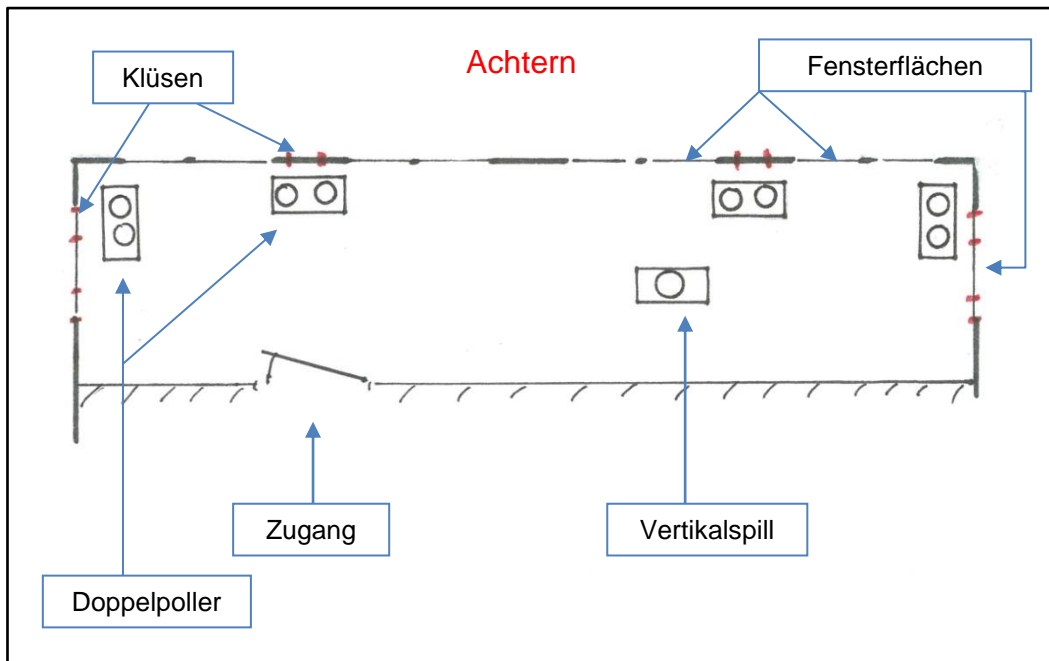 Achtern
Klüsen
Fensterflächen
Zugang
Vertikalspill
Doppelpoller